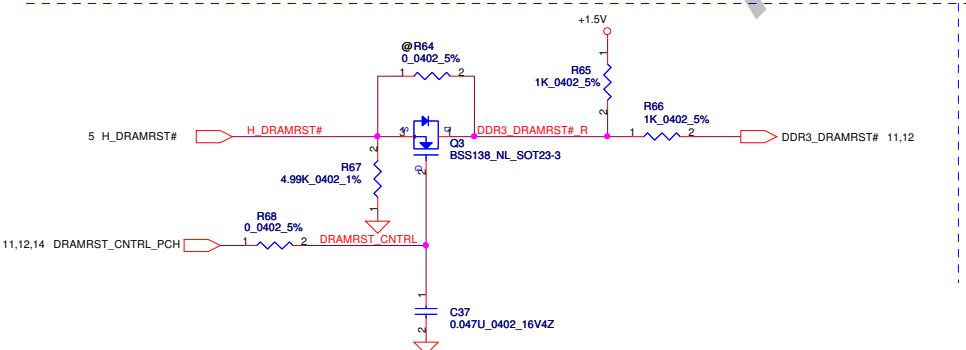 +1.5V
@R64
0_0402_5%
1 2
1
R65
1K_0402_5%
2
R66
1K_0402_5%
5 H_DRAMRST#
H_DRAMRST#
3 S
D 1
DDR3_DRAMRST#_R
1 2
DDR3_DRAMRST# 11,12
Q3
BSS138_NL_SOT23-3
G
2
2
R67
4.99K_0402_1%
1
R68
0_0402_5%
11,12,14 DRAMRST_CNTRL_PCH
1 2
DRAMRST_CNTRL
1
C37
0.047U_0402_16V4Z
2